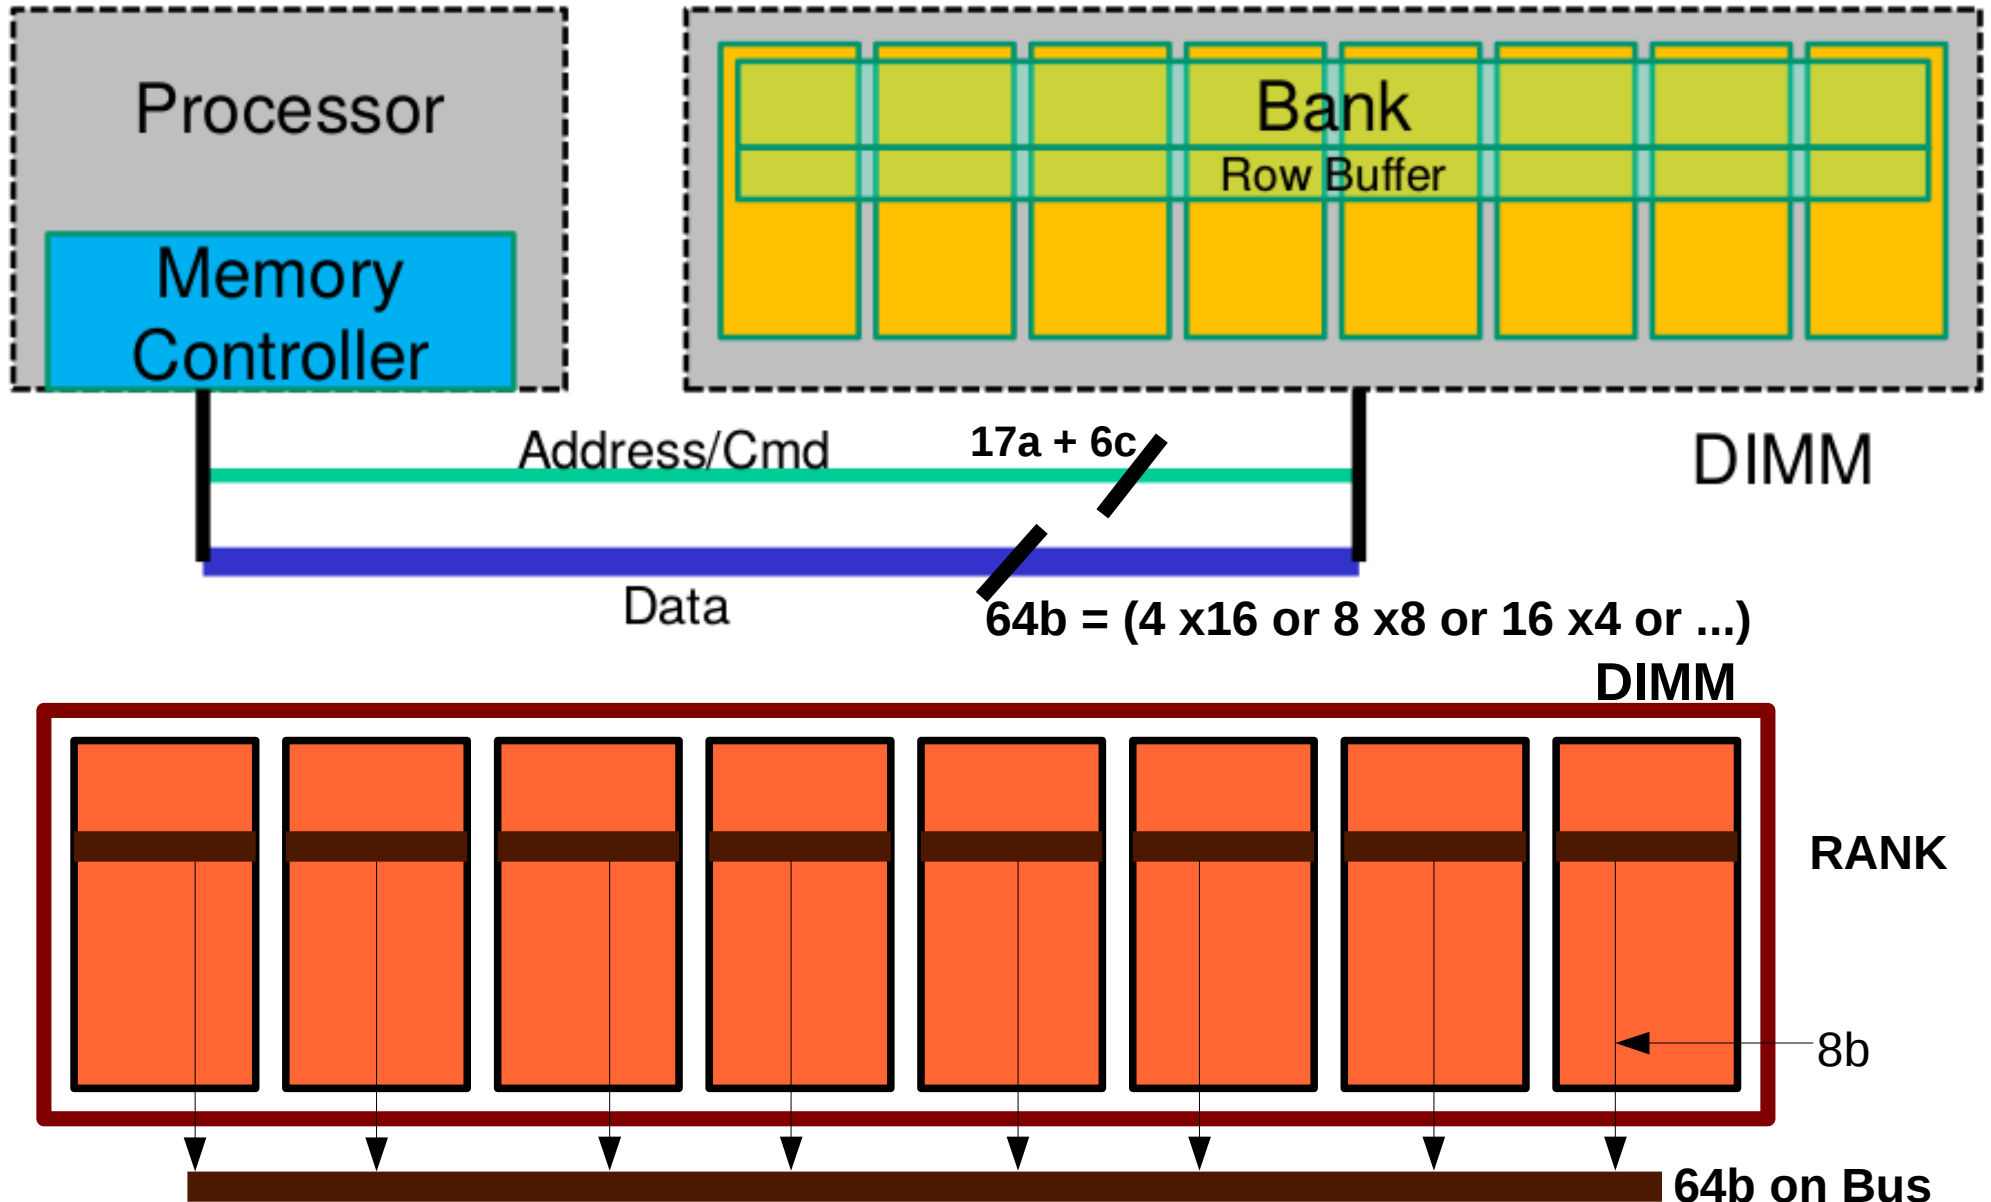 Processor
Memory
Controller
Bank
Row Buffer
Address/Cmd
17a + 6c
DIMM
Data
64b = (4 x16 or 8 x8 or 16 x4 or ...)
DIMM
RANK
8b
64b on Bus